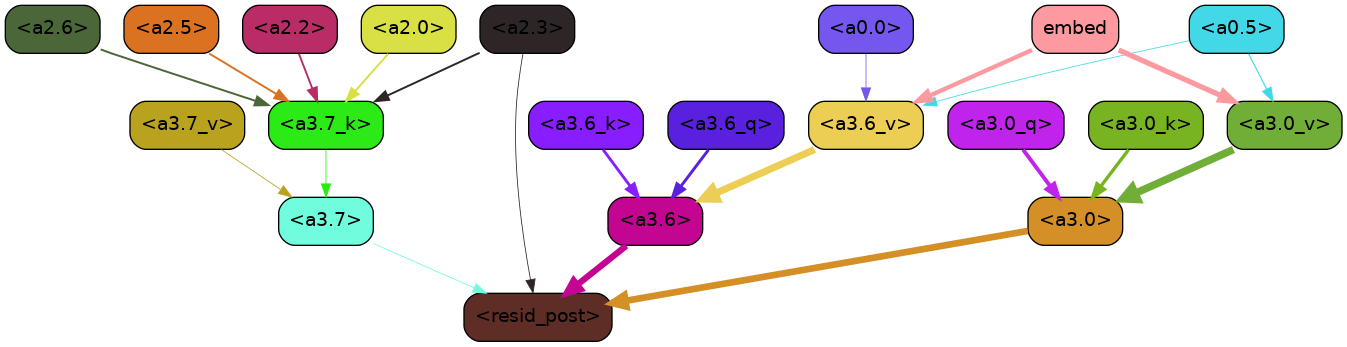 <a2.6> <a2.5> <a2.2> <a2.0> <a2.3> <a0.0> embed <a0.5>
<a3.7_v> <a3.7_k> <a3.6_k> <a3.6_q> <a3.6_v> <a3.0_q> <a3.0_k> <a3.0_v>
<a3.7> <a3.6> <a3.0>
<resid_post>